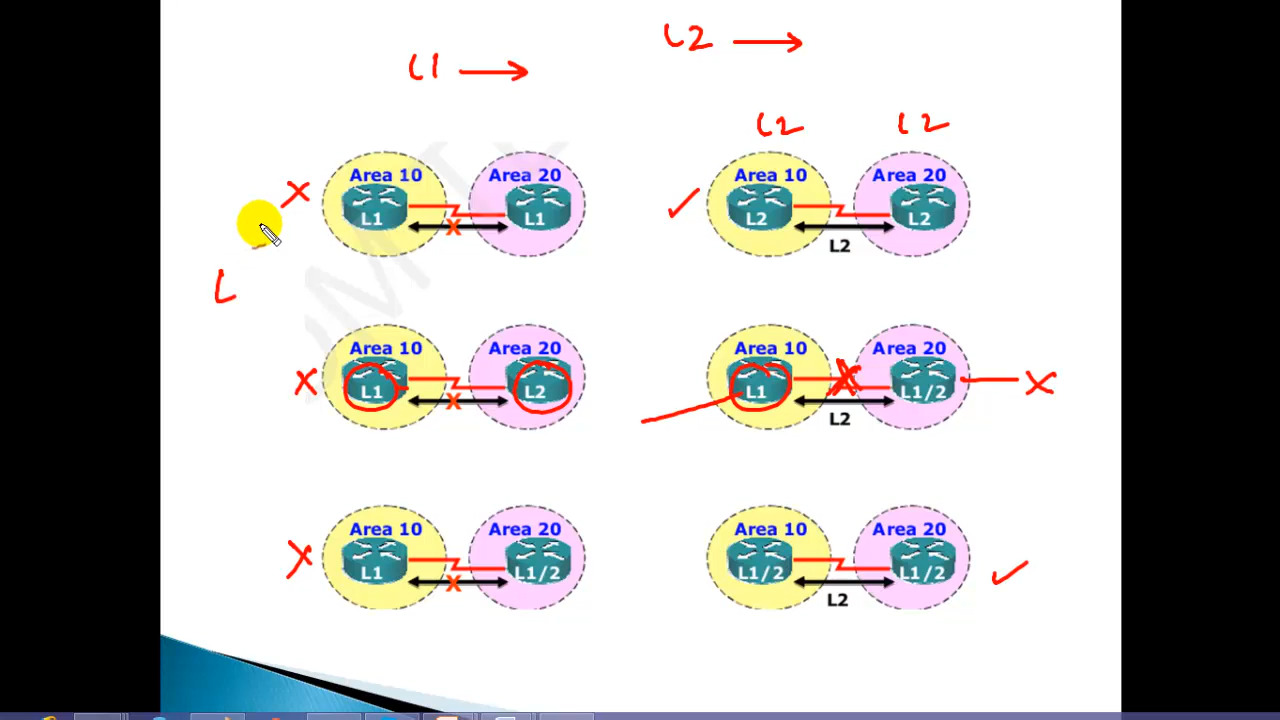 L2
L1
L2 L2
X Area 10 Area 20
L1 L1
X
Area 10 Area 20
L2 L2
L2
L
X Area 10 Area 20
L1 L2
X
Area 10 Area 20 X
L1 L1/2 X
L2
X Area 10 Area 20
L1 L1/2
X
Area 10 Area 20
L1/2 L1/2
L2